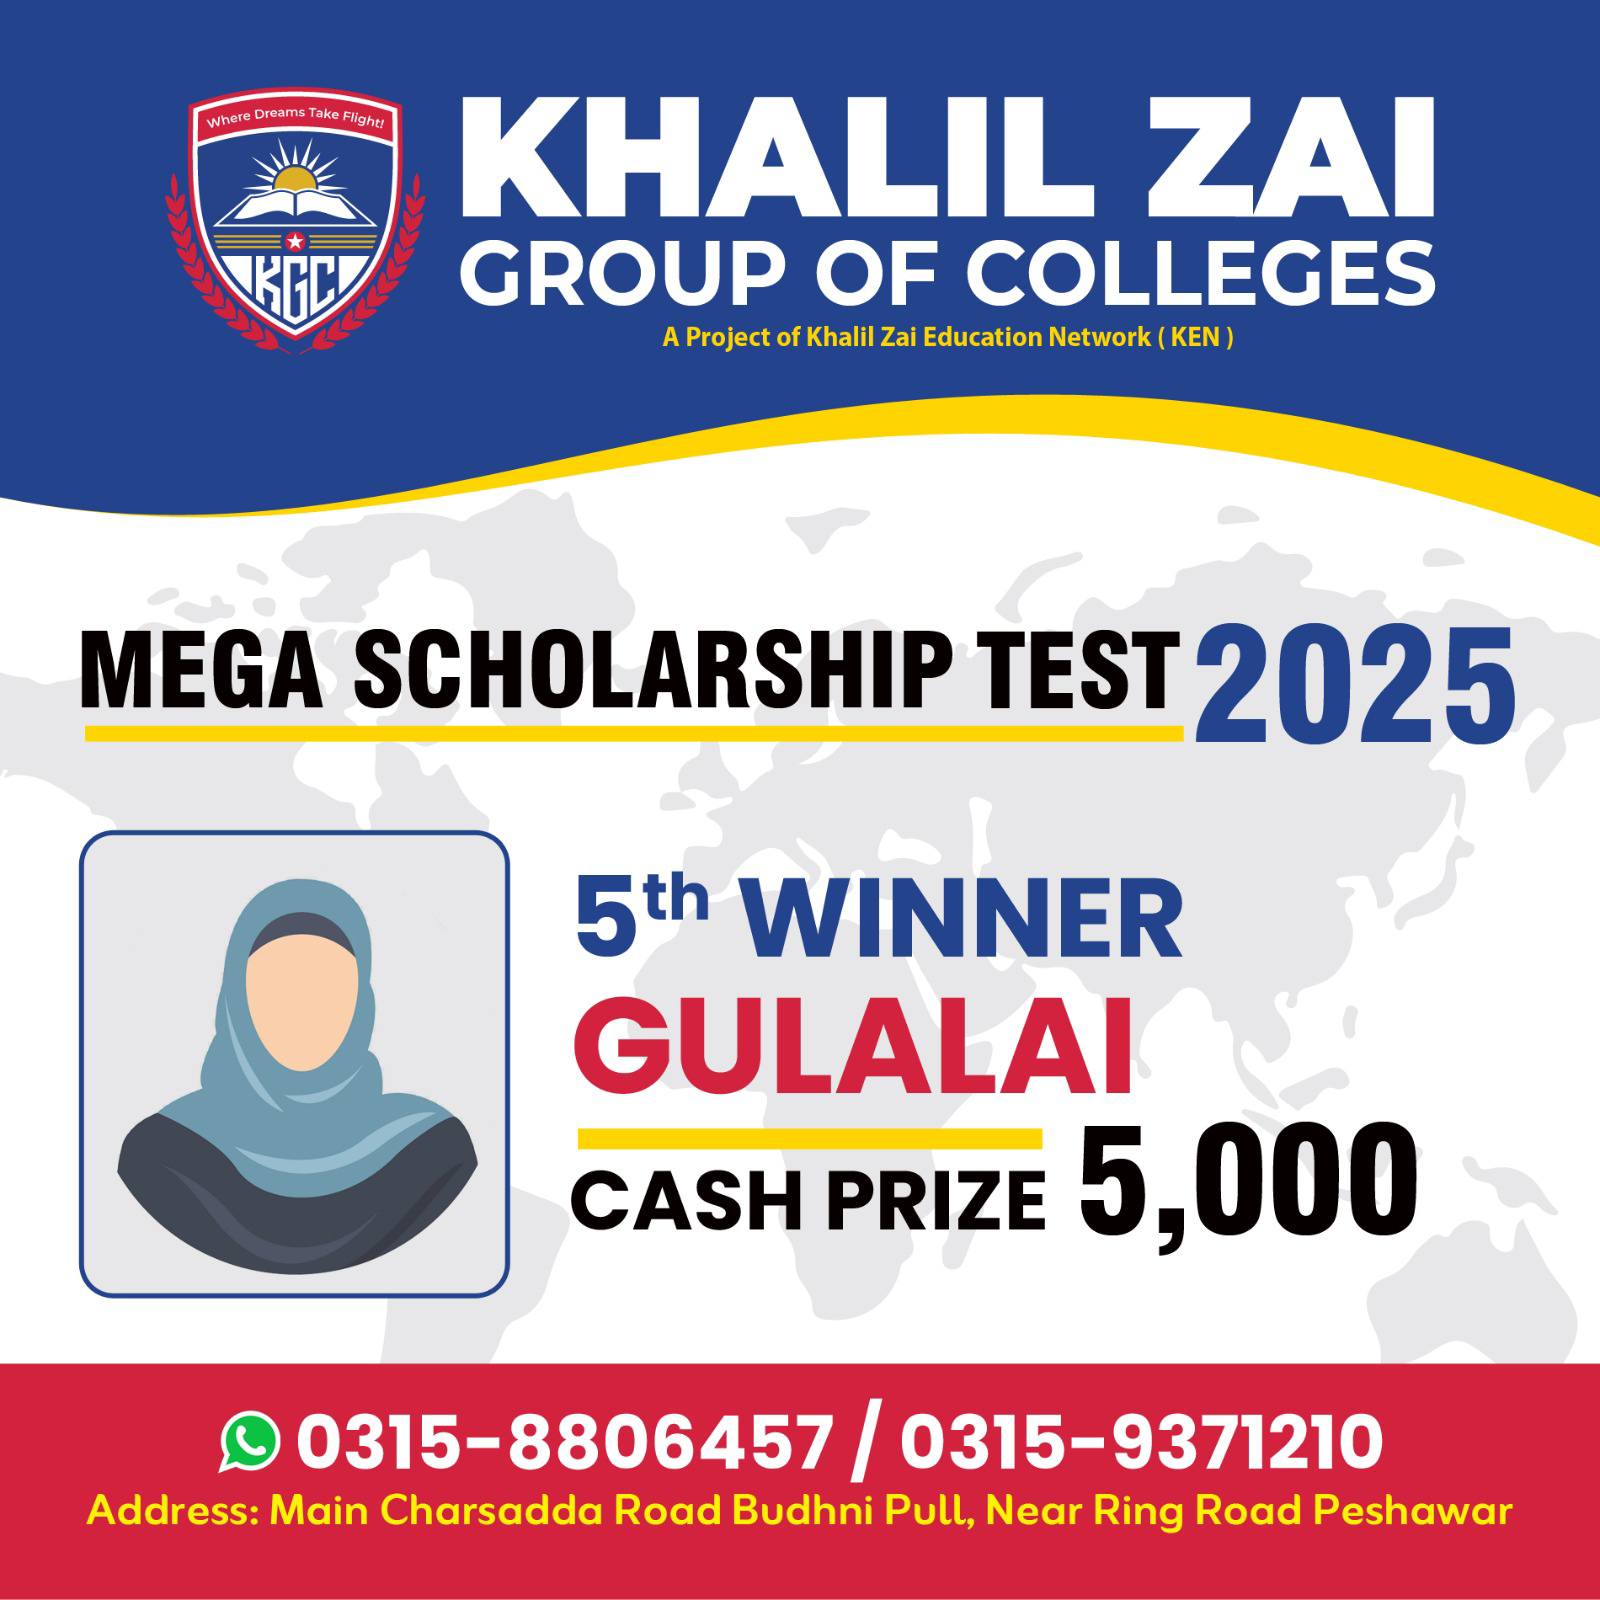 Where Dreams Take Flight!
KGC
KHALIL ZAI
GROUP OF COLLEGES
A Project of Khalil Zai Education Network ( KEN )
MEGA SCHOLARSHIP TEST 2025
5th WINNER
GULALAI
CASH PRIZE 5,000
0315-8806457 / 0315-9371210
Address: Main Charsadda Road Budhni Pull, Near Ring Road Peshawar